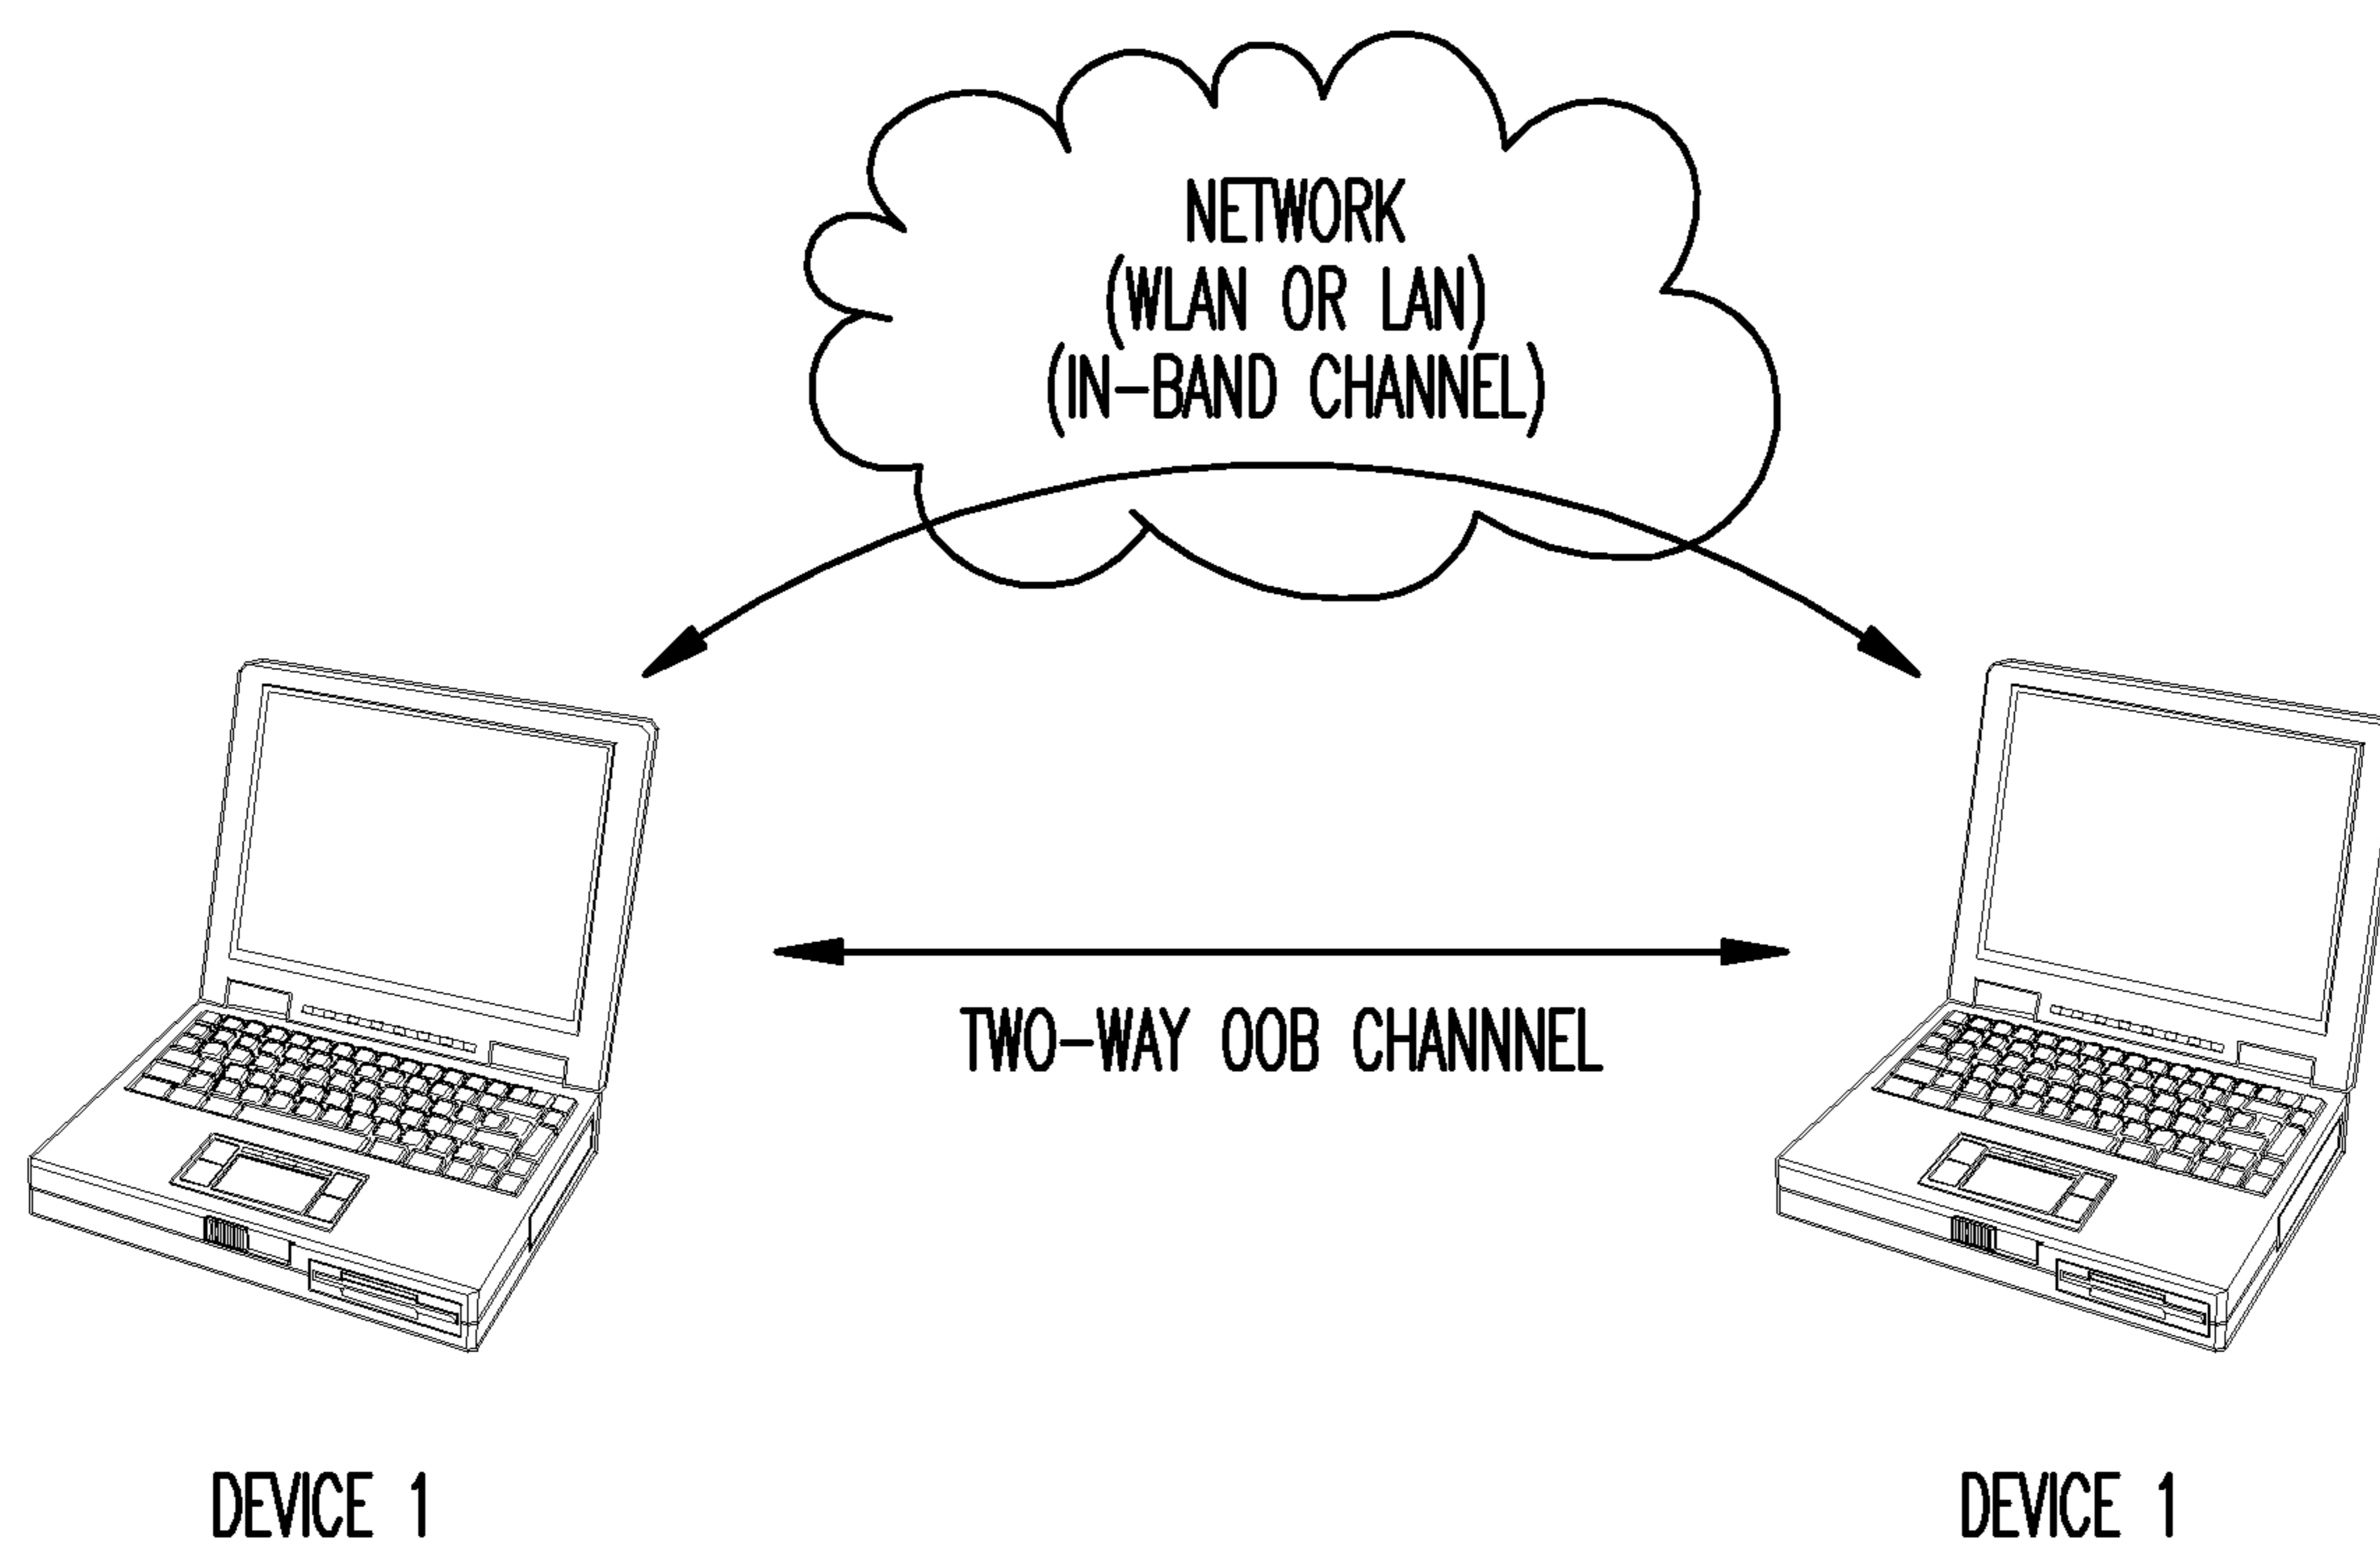 NETWORK
(WLAN OR LAN)
(IN-BAND CHANNEL)
TWO-WAY OOB CHANNNEL
DEVICE 1
DEVICE 1